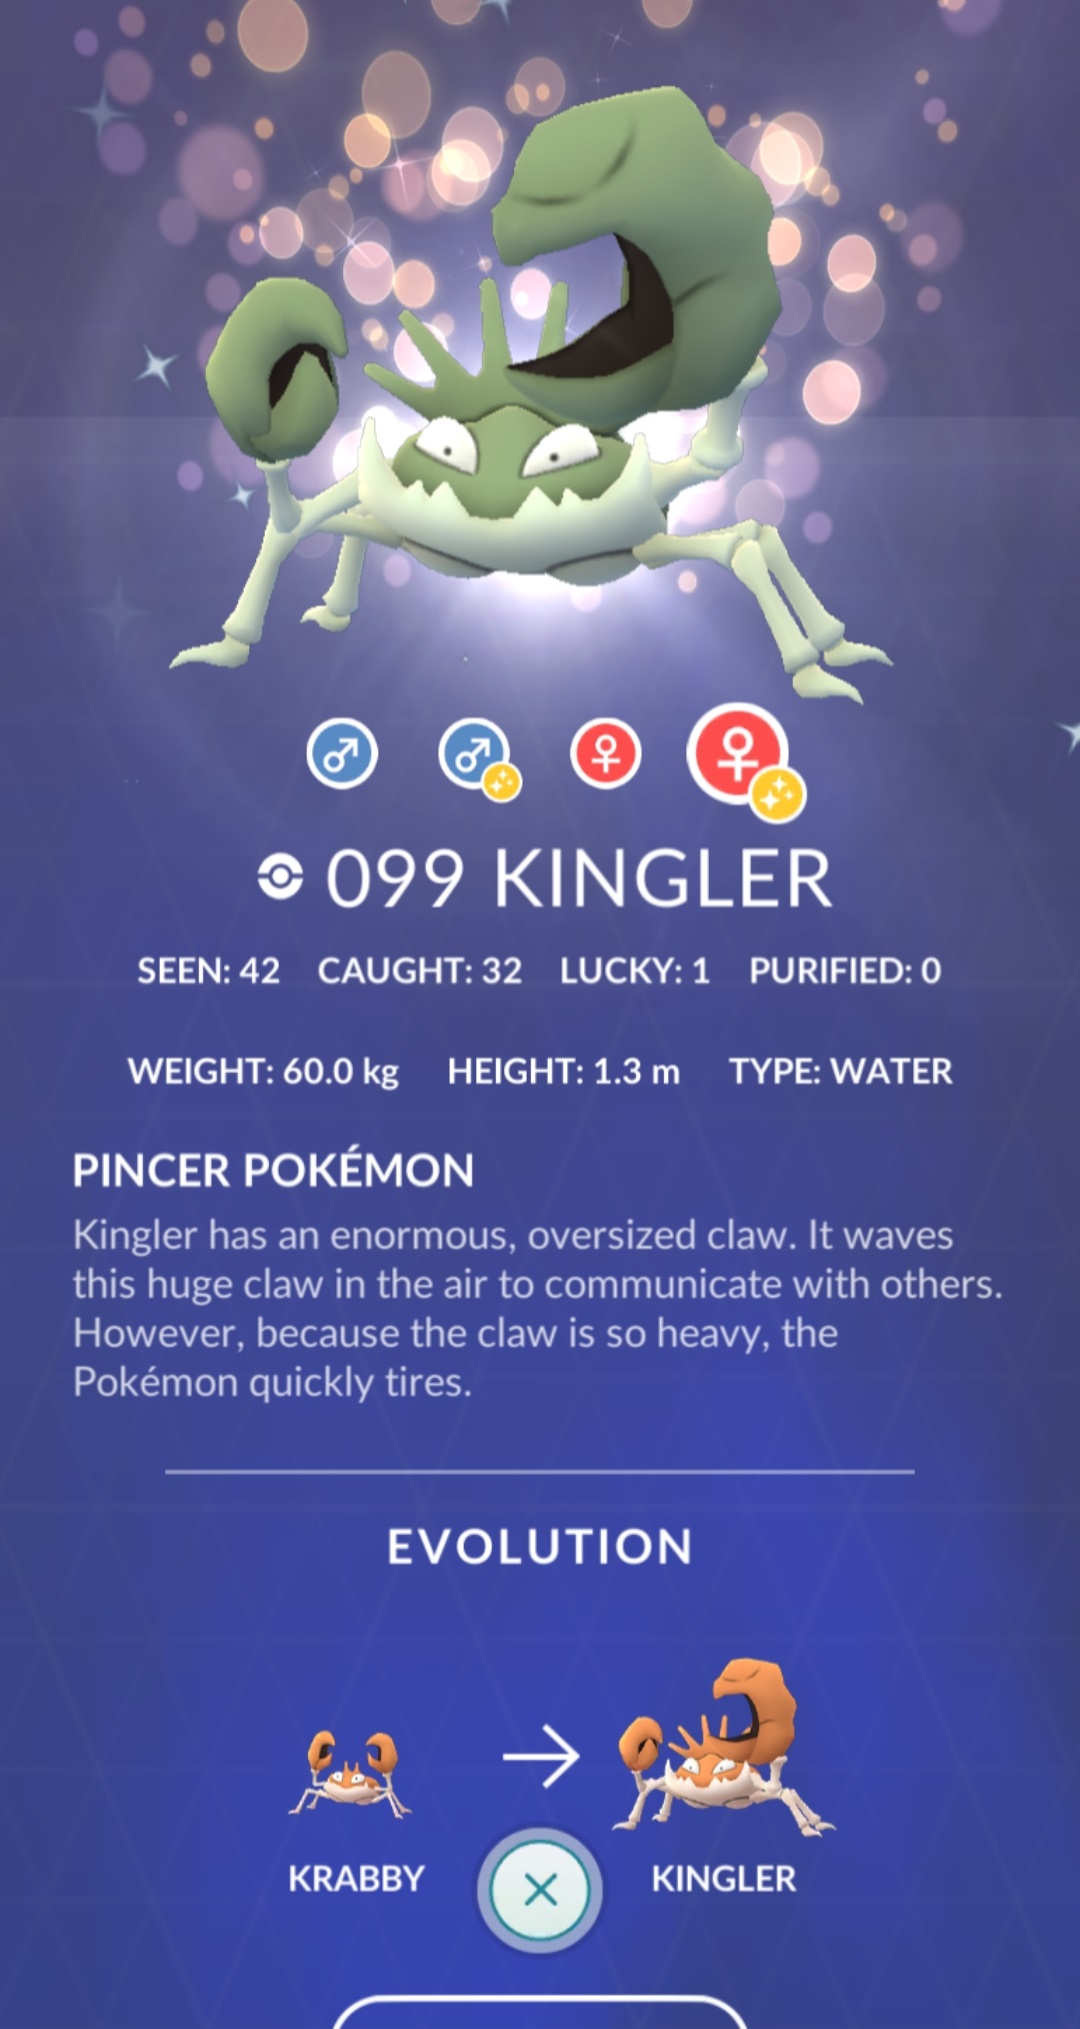 099 KINGLER
SEEN: 42 CAUGHT: 32 LUCKY: 1 PURIFIED: 0
WEIGHT: 60.0 kg HEIGHT: 1.3 m TYPE: WATER
PINCER POKÉMON
Kingler has an enormous, oversized claw. It waves
this huge claw in the air to communicate with others.
However, because the claw is so heavy, the
Pokémon quickly tires.
EVOLUTION
KRABBY KINGLER